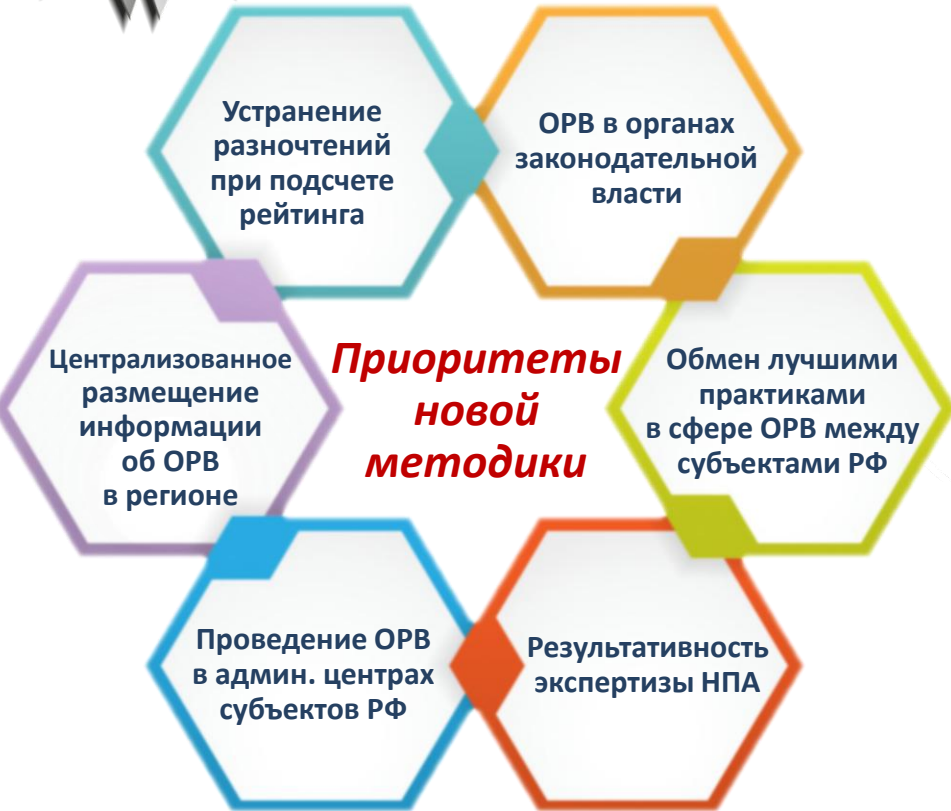 Устранение
разночтений
при подсчете
рейтинга
ОРВ в органах
законодательной
власти
Централизованное
размещение
информации
об ОРВ
в регионе
Приоритеты
новой
методики
Обмен лучшими
практиками
в сфере ОРВ между
субъектами РФ
Проведение ОРВ
в админ. центрах
субъектов РФ
Результативность
экспертизы НПА